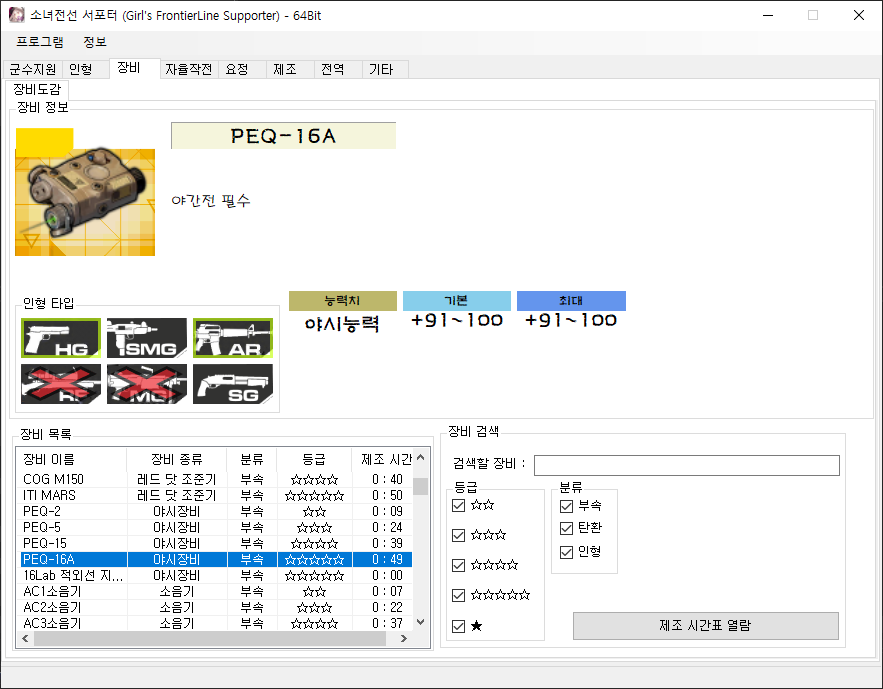 소녀전선 서포터 (Girl's FrontierLine Supporter) - 64Bit
프로그램 정보
군수지원 인형 장비 자율작전 요정 제조 전역 기타
장비도감
장비 정보
PEQ-16A
야간전 필수
인형 타입
HG SMG AR
MG SG
능력치 기본 최대
야시능력 +91~100 +91~100
장비 목록
장비 이름 장비 종류 분류 등급 제조 시간
COG M150 레드 닷 조준기 부속 ☆☆☆☆ 0 : 40
ITI MARS 레드 닷 조준기 부속 ☆☆☆☆☆ 0 : 50
PEQ-2 야시장비 부속 ☆☆ 0 : 09
PEQ-5 야시장비 부속 ☆☆☆ 0 : 24
PEQ-15 야시장비 부속 ☆☆☆☆ 0 : 39
PEQ-16A 야시장비 부속 ☆☆☆☆☆ 0 : 49
16Lab 적외선 지... 야시장비 부속 ☆☆☆☆☆ 0 : 00
AC1소음기 소음기 부속 ☆☆ 0 : 07
AC2소음기 소음기 부속 ☆☆☆ 0 : 22
AC3소음기 소음기 부속 ☆☆☆☆ 0 : 37
장비 검색
검색할 장비 :
등급
☆☆
☆☆☆
☆☆☆☆
☆☆☆☆☆
★
분류
부속
탄환
인형
제조 시간표 열람